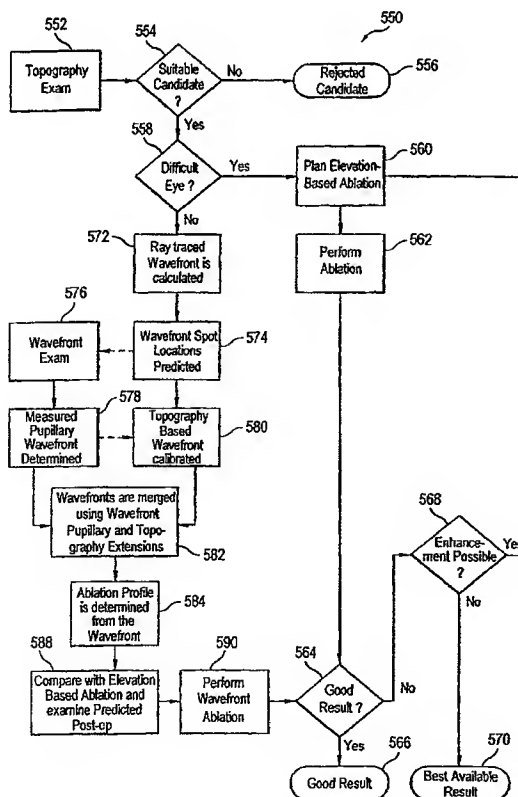 552
554
550
Topography
Exam
Suitable
Candidate
?
No
Rejected
Candidate
556
Yes
558
Difficult
Eye ?
Yes
Plan Elevation-
Based Ablation
560
No
572
Ray traced
Wavefront is
calculated
Perform
Ablation
562
576
Wavefront
Exam
Wavefront Spot
Locations
Predicted
574
578
Measured
Pupillary
Wavefront
Determined
Topography
Based
Wavefront
calibrated
580
Wavefronts are merged
using Wavefront
Pupillary and Topo-
graphy Extensions
582
568
Enhance-
ment Possible
?
Yes
No
Ablation Profile
is determined
from the
Wavefront
584
588
Compare with Elevation
Based Ablation and
examine Predicted
Post-op
590
Perform
Wavefront
Ablation
564
Good
Result ?
No
Yes
566
Good Result
570
Best Available
Result